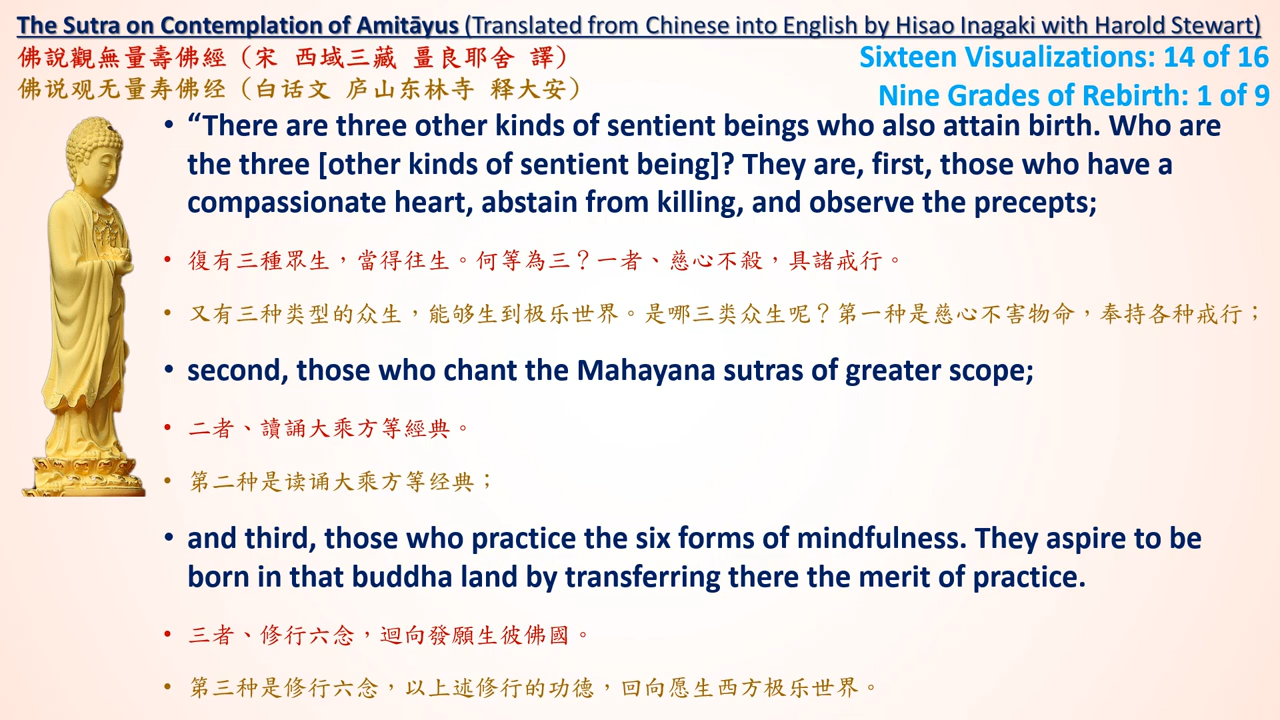 The Sutra on Contemplation of Amitāyus (Translated from Chinese into English by Hisao Inagaki with Harold Stewart)
佛說觀無量壽佛經（宋 西域三藏 畺良耶舍 譯）
Sixteen Visualizations: 14 of 16
佛说观无量寿佛经（白话文 庐山东林寺 释大安）
Nine Grades of Rebirth: 1 of 9
• “There are three other kinds of sentient beings who also attain birth. Who are
the three [other kinds of sentient being]? They are, first, those who have a
compassionate heart, abstain from killing, and observe the precepts;
• 復有三種眾生，當得往生。何等為三？一者、慈心不殺，具諸戒行。
• 又有三种类型的众生，能够生到极乐世界。是哪三类众生呢？第一种是慈心不害物命，奉持各种戒行；
• second, those who chant the Mahayana sutras of greater scope;
• 二者、讀誦大乘方等經典。
• 第二种是读诵大乘方等经典；
• and third, those who practice the six forms of mindfulness. They aspire to be
born in that buddha land by transferring there the merit of practice.
• 三者、修行六念，迴向發願生彼佛國。
• 第三种是修行六念，以上述修行的功德，回向愿生西方极乐世界。